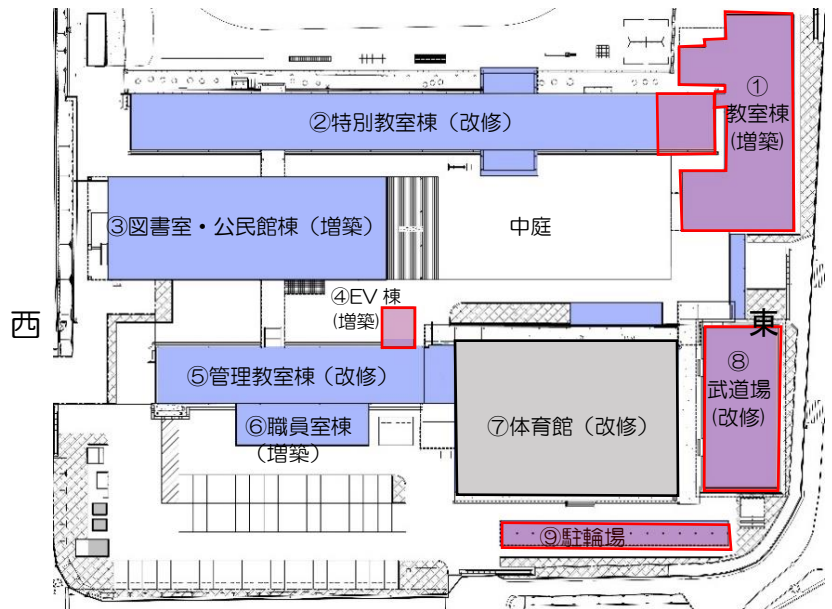 ①
教室棟
(増築)
②特別教室棟（改修）
③図書室・公民館棟（増築）
中庭
④EV棟
(増築)
西
東
⑤管理教室棟（改修）
⑥職員室棟
（増築）
⑦体育館（改修）
⑧
武道場
(改修)
⑨駐輪場